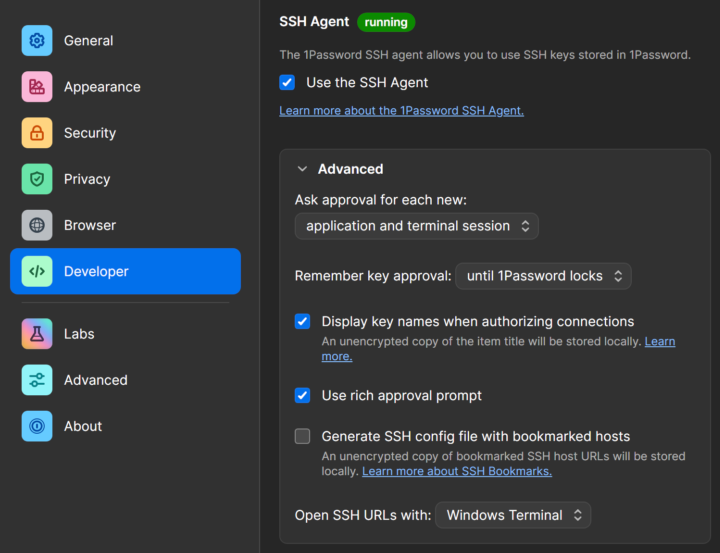 General
Appearance
Security
Privacy
Browser
Developer
Labs
Advanced
About
SSH Agent running
The 1Password SSH agent allows you to use SSH keys stored in 1Password.
Use the SSH Agent
Learn more about the 1Password SSH Agent.
Advanced
Ask approval for each new:
application and terminal session
Remember key approval: until 1Password locks
Display key names when authorizing connections
An unencrypted copy of the item title will be stored locally. Learn
more.
Use rich approval prompt
Generate SSH config file with bookmarked hosts
An unencrypted copy of bookmarked SSH host URLs will be stored
locally. Learn more about SSH Bookmarks.
Open SSH URLs with: Windows Terminal